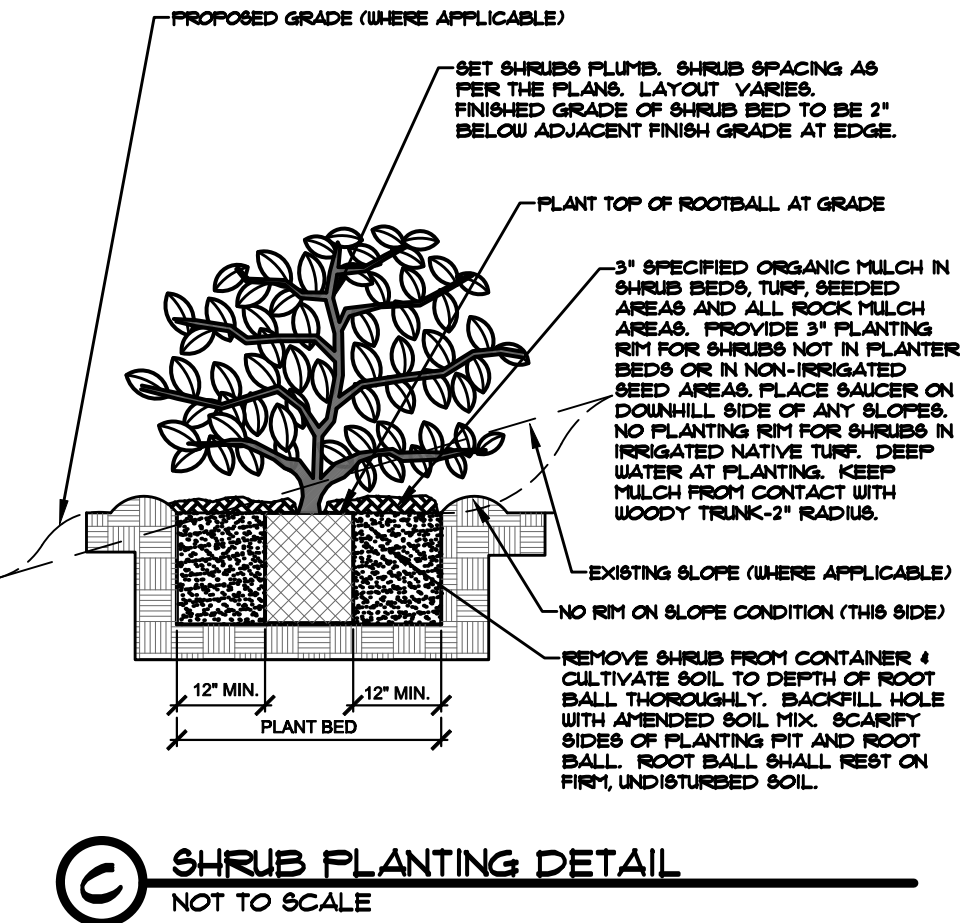 PROPOSED GRADE (WHERE APPLICABLE)
SET SHRUBS PLUMB. SHRUB SPACING AS
PER THE PLANS. LAYOUT VARIES.
FINISHED GRADE OF SHRUB BED TO BE 2"
BELOW ADJACENT FINISH GRADE AT EDGE.
PLANT TOP OF ROOTBALL AT GRADE
3" SPECIFIED ORGANIC MULCH IN
SHRUB BEDS, TURF, SEEDED
AREAS AND ALL ROCK MULCH
AREAS. PROVIDE 3" PLANTING
RIM FOR SHRUBS NOT IN PLANTER
BEDS OR IN NON-IRRIGATED
SEED AREAS. PLACE SAUCER ON
DOWNHILL SIDE OF ANY SLOPES.
NO PLANTING RIM FOR SHRUBS IN
IRRIGATED NATIVE TURF. DEEP
WATER AT PLANTING. KEEP
MULCH FROM CONTACT WITH
WOODY TRUNK-2" RADIUS.
EXISTING SLOPE (WHERE APPLICABLE)
NO RIM ON SLOPE CONDITION (THIS SIDE)
REMOVE SHRUB FROM CONTAINER &
CULTIVATE SOIL TO DEPTH OF ROOT
BALL THOROUGHLY. BACKFILL HOLE
WITH AMENDED SOIL MIX. SCARIFY
SIDES OF PLANTING PIT AND ROOT
BALL. ROOT BALL SHALL REST ON
FIRM, UNDISTURBED SOIL.
12" MIN.
12" MIN.
PLANT BED
C
SHRUB PLANTING DETAIL
NOT TO SCALE